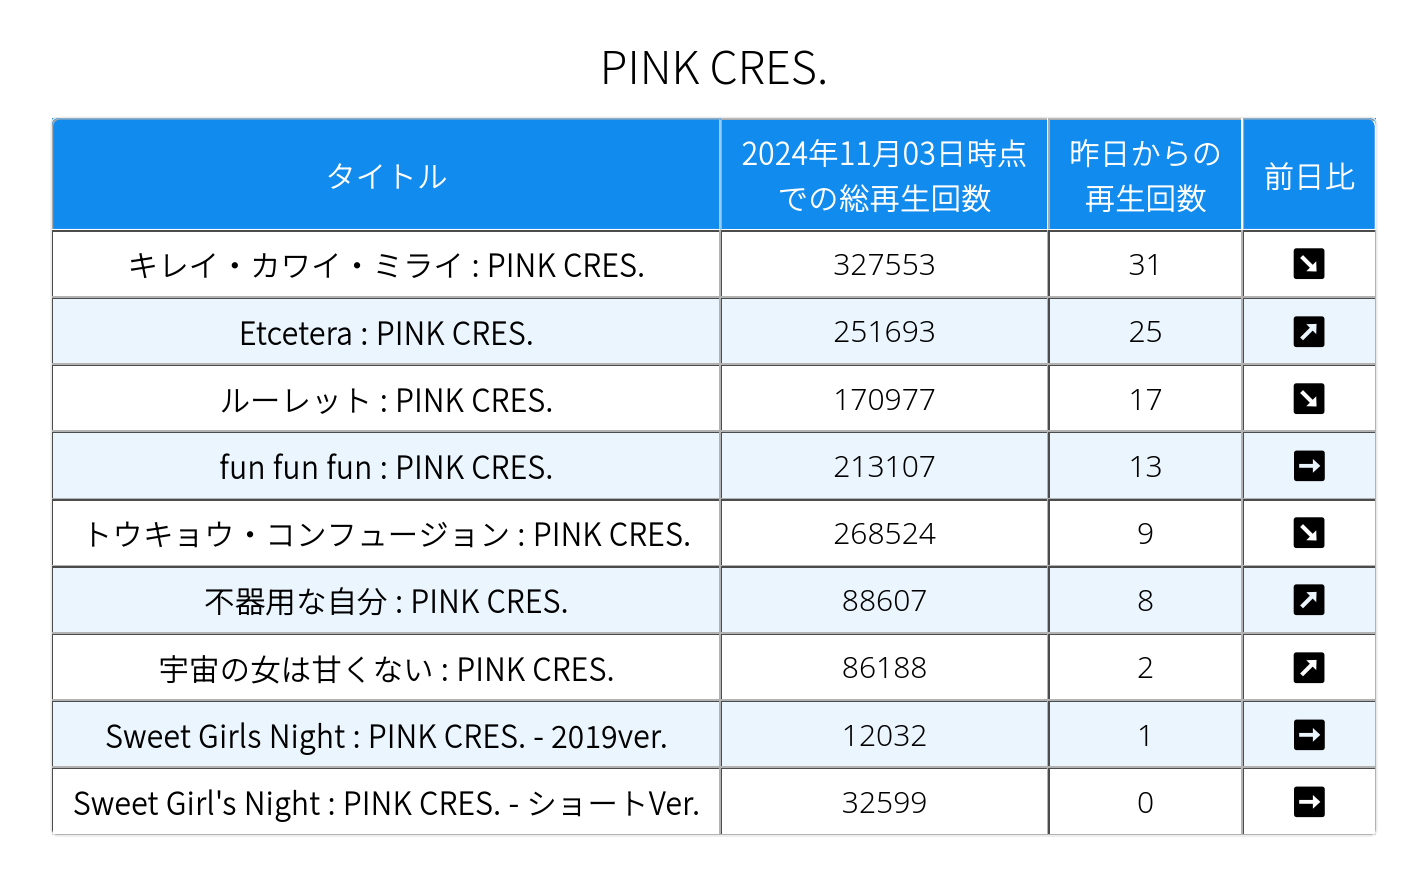 PINK CRES.
タイトル 2024年11月03日時点 昨日からの 前日比
での総再生回数 再生回数
キレイ・カワイ・ミライ : PINK CRES. 327553 31
Etcetera : PINK CRES. 251693 25
ルーレット : PINK CRES. 170977 17
fun fun fun : PINK CRES. 213107 13
トウキョウ・コンフュージョン : PINK CRES. 268524 9
不器用な自分 : PINK CRES. 88607 8
宇宙の女は甘くない : PINK CRES. 86188 2
Sweet Girls Night : PINK CRES. - 2019ver. 12032 1
Sweet Girl's Night : PINK CRES. - ショートVer. 32599 0